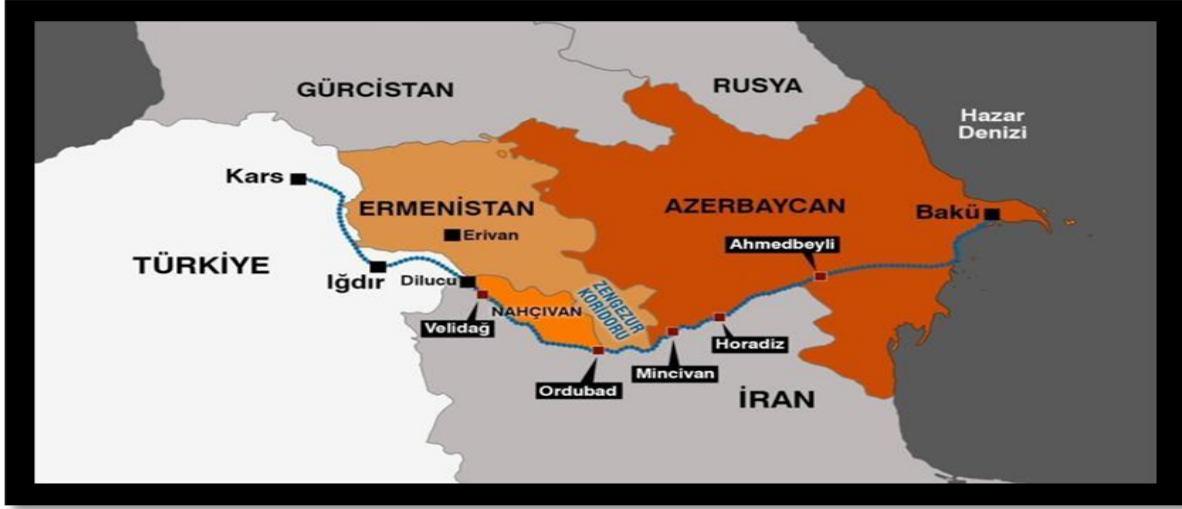 GÜRCİSTAN
RUSYA
Hazar
Denizi
Kars
ERMENİSTAN
AZERBAYCAN
Bakü
Erivan
Ahmedbeyli
TÜRKİYE
Iğdır
Dilucu
ZENGEZUR
KORİDORU
NAHÇIVAN
Velidağ
Horadiz
Mincivan
Ordubad
İRAN